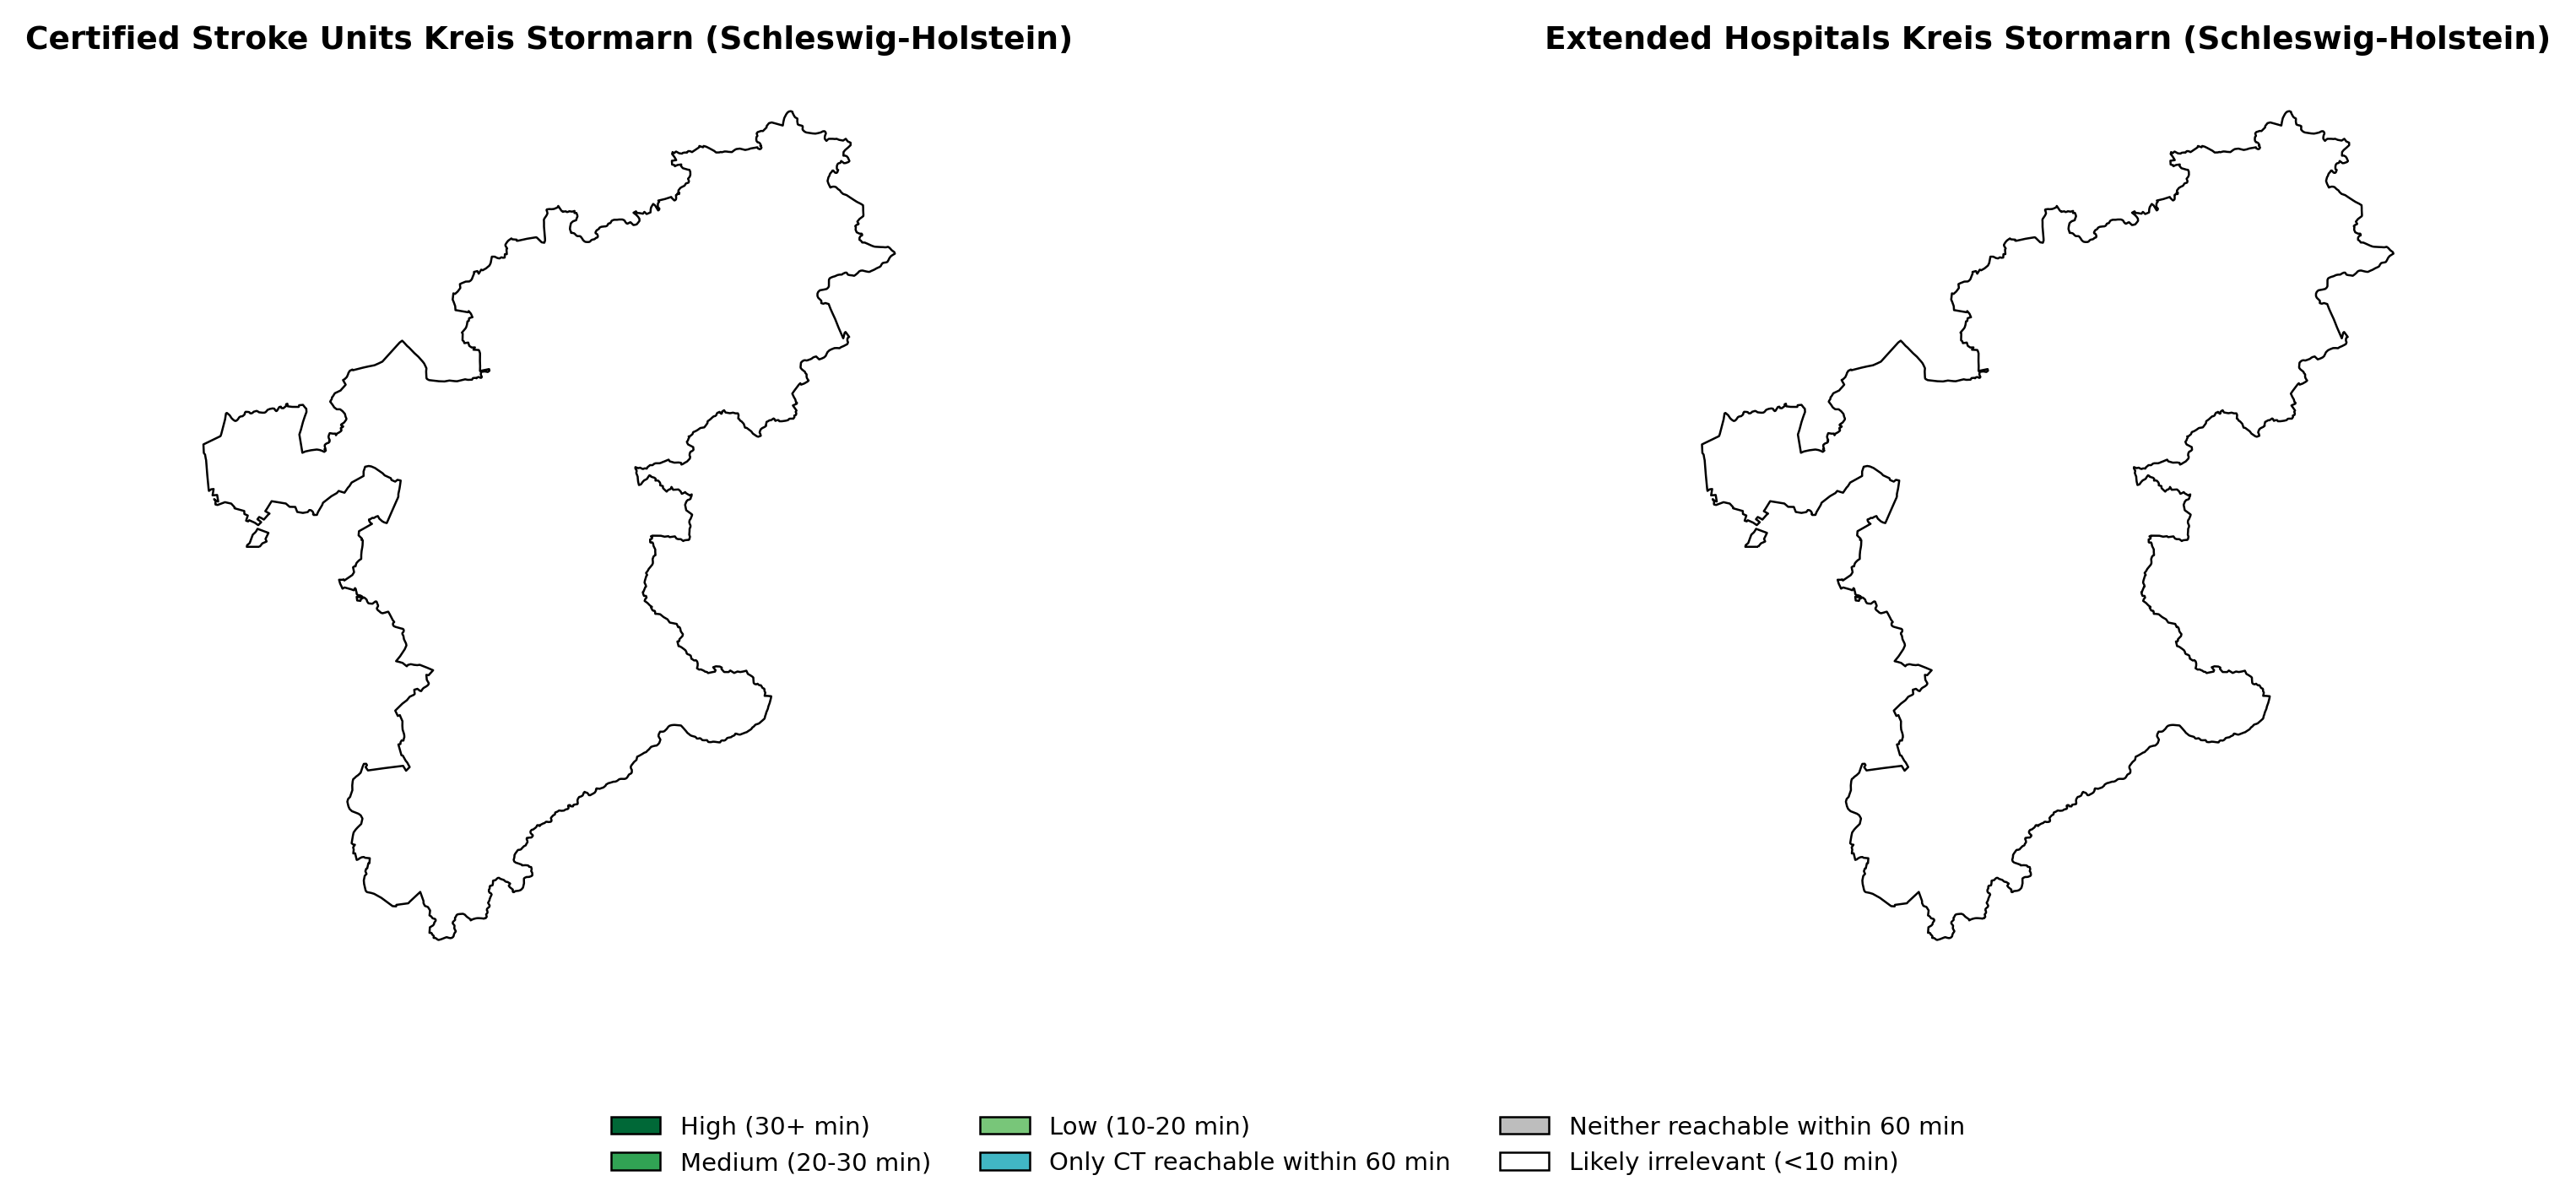 Certified Stroke Units Kreis Stormarn (Schleswig-Holstein)
Extended Hospitals Kreis Stormarn (Schleswig-Holstein)
High (30+ min)
Medium (20-30 min)
Low (10-20 min)
Only CT reachable within 60 min
Neither reachable within 60 min
Likely irrelevant (<10 min)